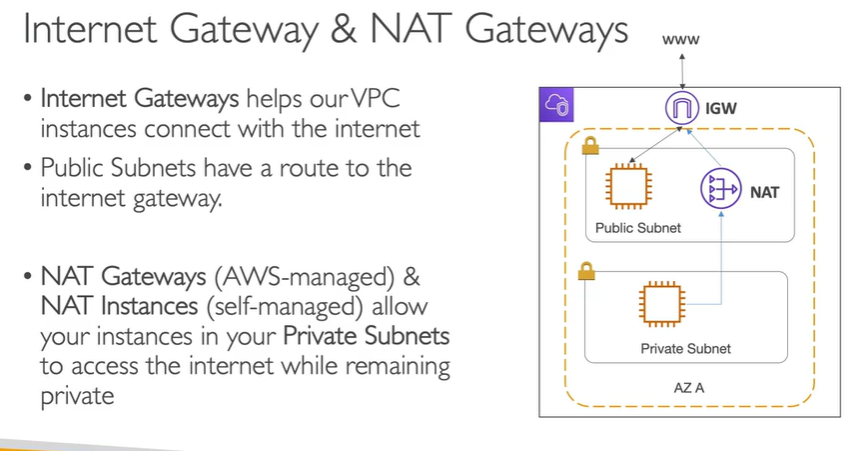 Internet Gateway & NAT Gateways
• Internet Gateways helps our VPC
instances connect with the internet
• Public Subnets have a route to the
internet gateway.
• NAT Gateways (AWS-managed) &
NAT Instances (self-managed) allow
your instances in your Private Subnets
to access the internet while remaining
private
www
IGW
NAT
Public Subnet
Private Subnet
AZ A